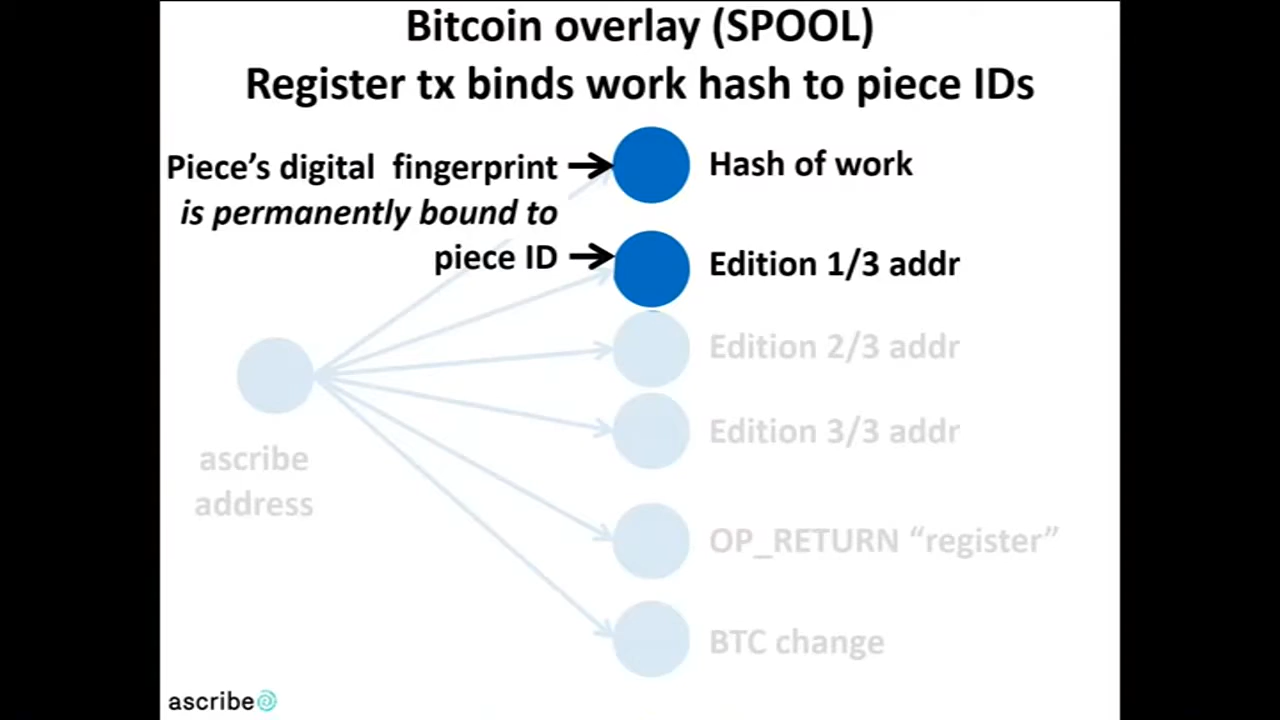 Bitcoin overlay (SPOOL)
Register tx binds work hash to piece IDs
Piece’s digital fingerprint
is permanently bound to
piece ID
Hash of work
Edition 1/3 addr
Edition 2/3 addr
Edition 3/3 addr
ascribe
address
OP_RETURN “register”
BTC change
ascribe